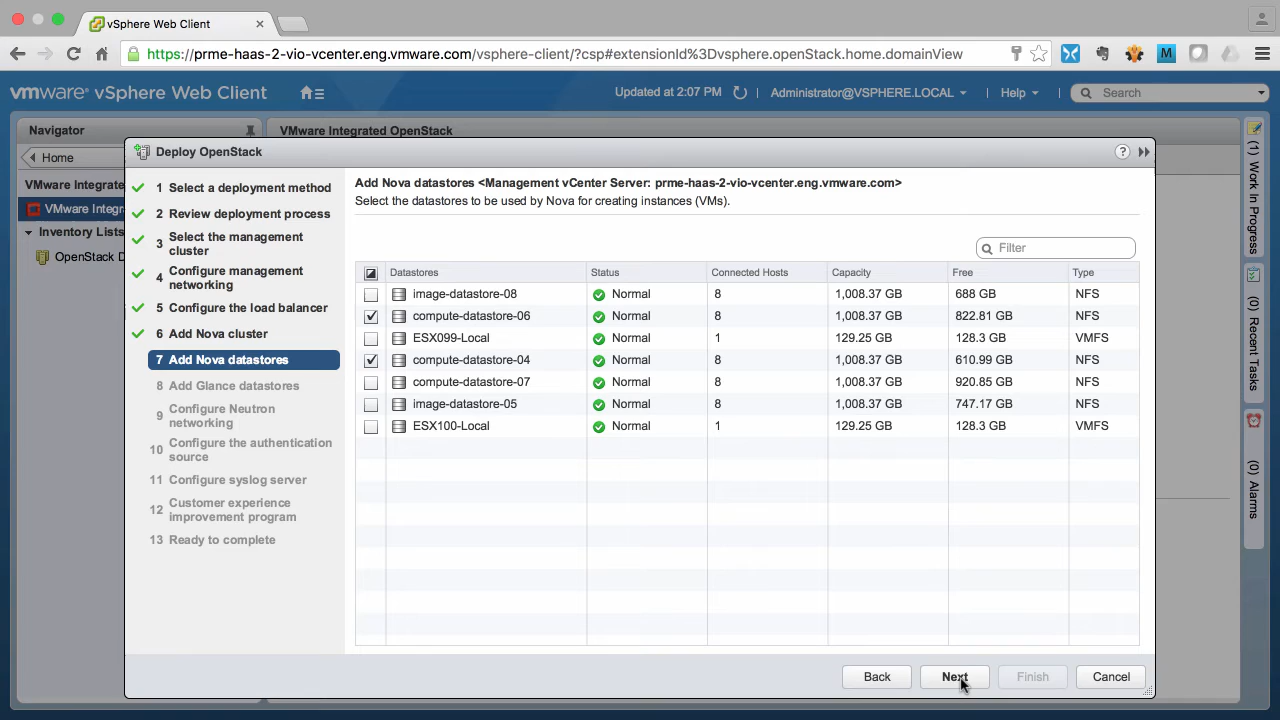 vSphere Web Client
https://prme-haas-2-vio-vcenter.eng.vmware.com/vsphere-client/?csp#extensionId%3Dvsphere.openStack.home.domainView
M
vmware® vSphere Web Client
Updated at 2:07 PM
Administrator@VSPHERE.LOCAL
Help
Search
Navigator
VMware Integrated OpenStack
Home
VMware Integrate
VMware Integ
Inventory Lists
OpenStack D
Deploy OpenStack
?
1 Select a deployment method
2 Review deployment process
3 Select the management
cluster
4 Configure management
networking
5 Configure the load balancer
6 Add Nova cluster
7 Add Nova datastores
8 Add Glance datastores
9 Configure Neutron
networking
10 Configure the authentication
source
11 Configure syslog server
12 Customer experience
improvement program
13 Ready to complete
Add Nova datastores <Management vCenter Server: prme-haas-2-vio-vcenter.eng.vmware.com>
Select the datastores to be used by Nova for creating instances (VMs).
Filter
Datastores Status Connected Hosts Capacity Free Type
image-datastore-08 Normal 8 1,008.37 GB 688 GB NFS
compute-datastore-06 Normal 8 1,008.37 GB 822.81 GB NFS
ESX099-Local Normal 1 129.25 GB 128.3 GB VMFS
compute-datastore-04 Normal 8 1,008.37 GB 610.99 GB NFS
compute-datastore-07 Normal 8 1,008.37 GB 920.85 GB NFS
image-datastore-05 Normal 8 1,008.37 GB 747.17 GB NFS
ESX100-Local Normal 1 129.25 GB 128.3 GB VMFS
Back Next Finish Cancel
(1) Work In Progress
(0) Recent Tasks
(0) Alarms